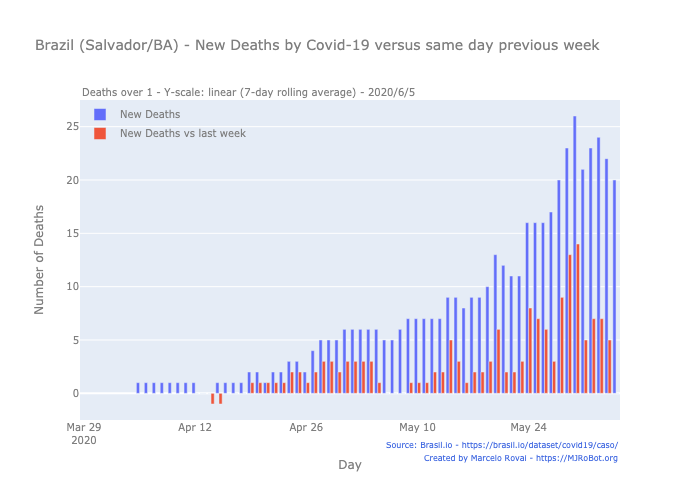 Brazil (Salvador/BA) - New Deaths by Covid-19 versus same day previous week
Deaths over 1 - Y-scale: linear (7-day rolling average) - 2020/6/5
New Deaths
New Deaths vs last week
25
20
15
10
5
0
Number of Deaths
Mar 29
2020
Apr 12
Apr 26
May 10
May 24
Day
Source: Brasil.io - https://brasil.io/dataset/covid19/caso/
Created by Marcelo Rovai - https://MJRoBot.org